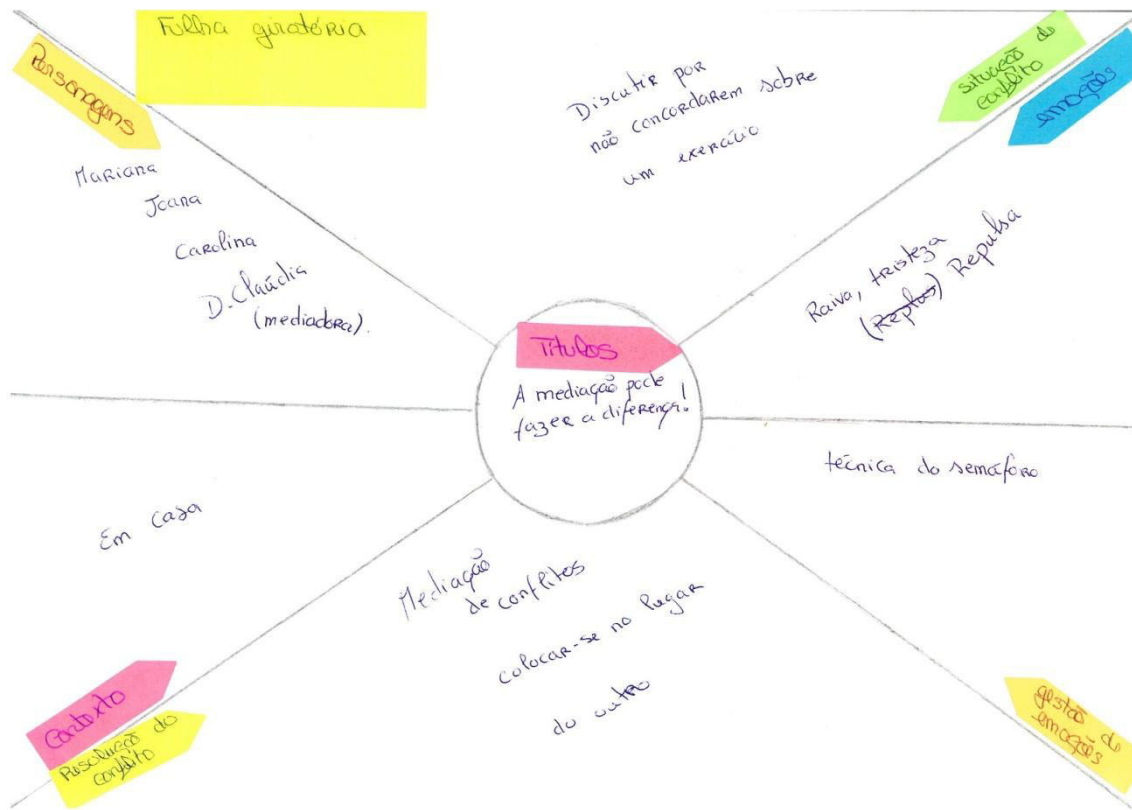 Folha giratória
Personagens
Mariana
Joana
Carolina
D. Claúdia
(mediadora).
Discutir por
não concordarem sobre
um exercício
situação do
conflito
emoções
Raiva, tristeza
(Replus) Repulsa
Títulos
A mediação pode
fazer a diferença!
técnica do semáforo
gestão de
emoções
Mediação
de conflitos
colocar-se no lugar
do outro
Em casa
Contexto
Resolução do
conflito